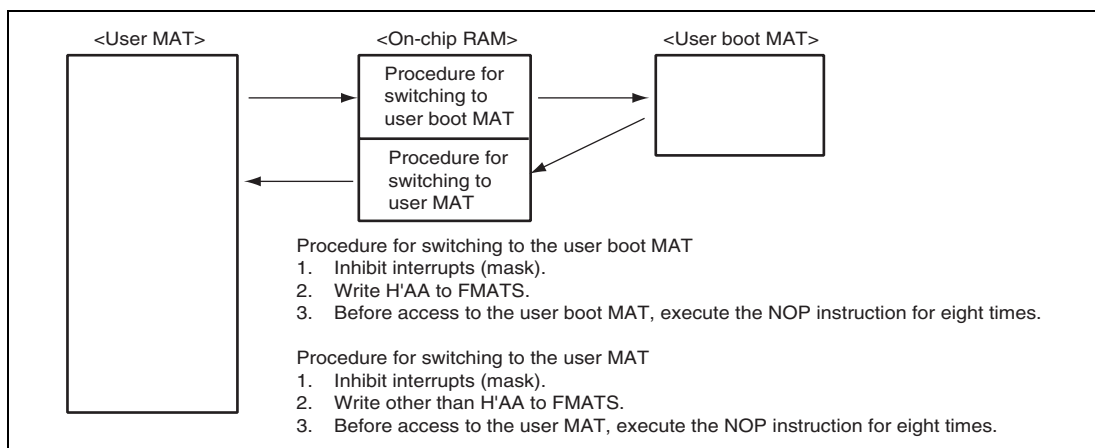 <User MAT>
<On-chip RAM>
<User boot MAT>
Procedure for
switching to
user boot MAT
Procedure for
switching to
user MAT
Procedure for switching to the user boot MAT
1. Inhibit interrupts (mask).
2. Write H'AA to FMATS.
3. Before access to the user boot MAT, execute the NOP instruction for eight times.
Procedure for switching to the user MAT
1. Inhibit interrupts (mask).
2. Write other than H'AA to FMATS.
3. Before access to the user MAT, execute the NOP instruction for eight times.